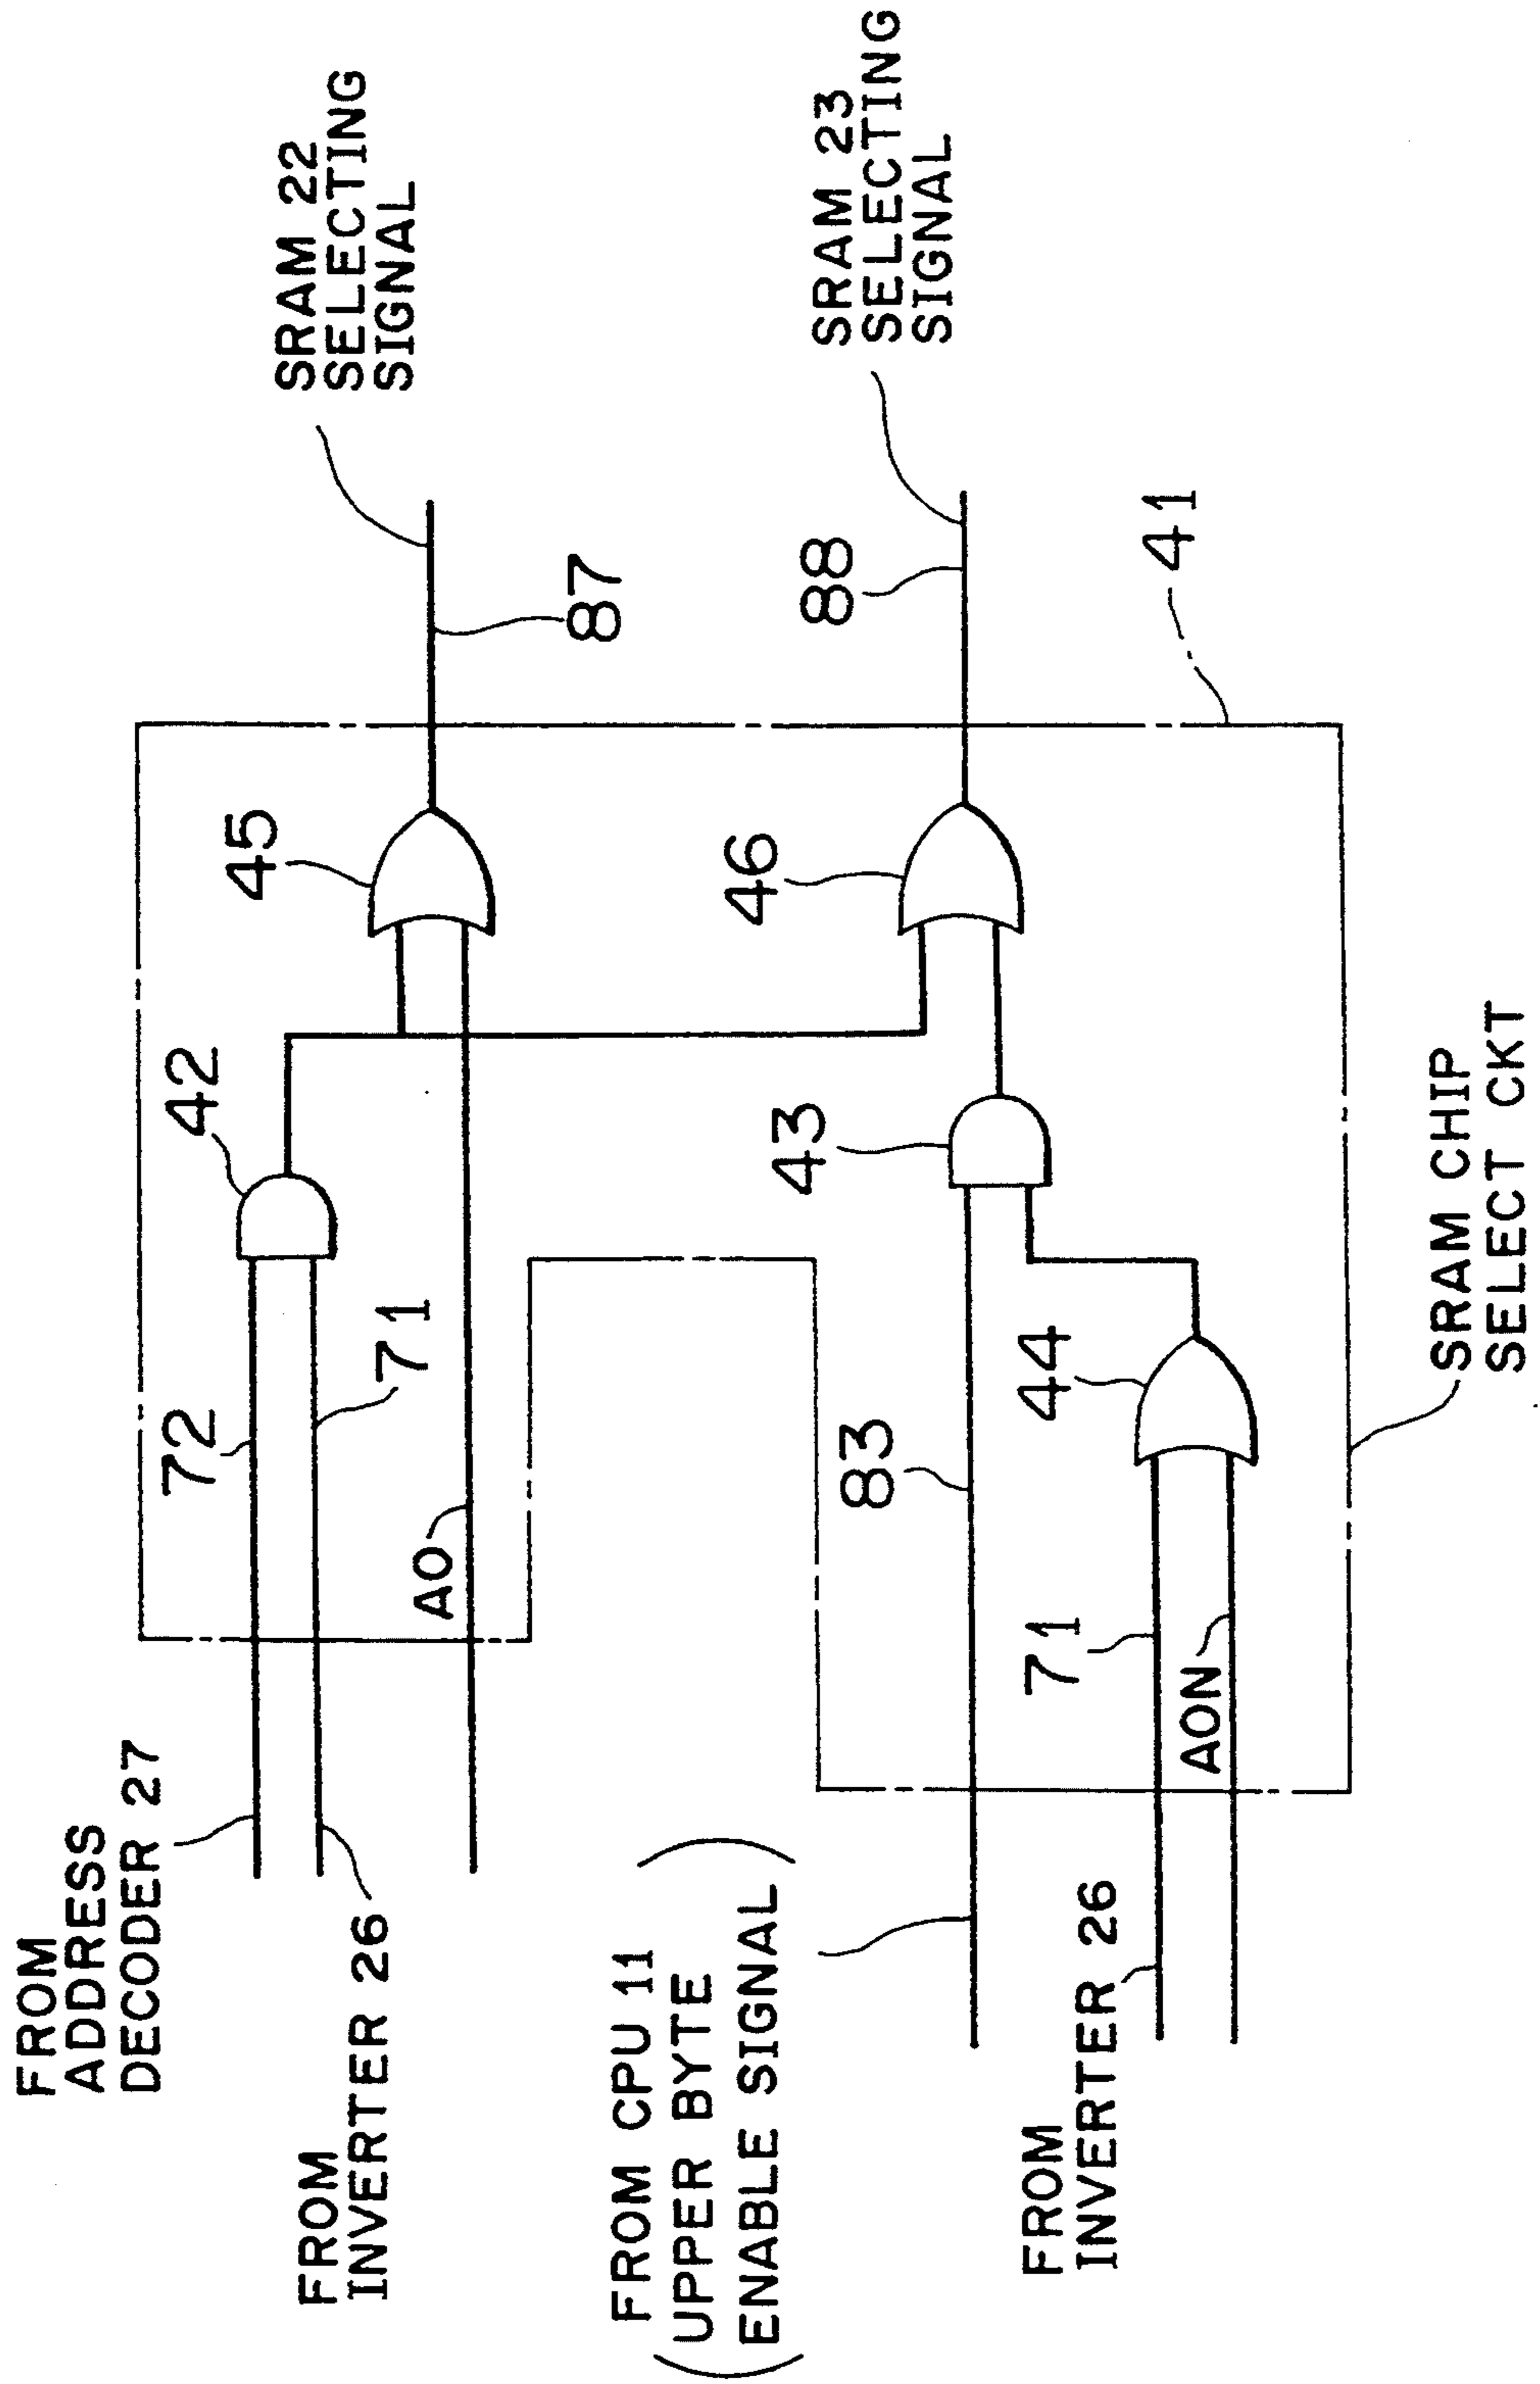 FROM
ADDRESS
DECODER 27
FROM
INVERTER 26
72
71
A0
42
45
SRAM 22
SELECTING
SIGNAL
87
FROM CPU 11
UPPER BYTE
ENABLE SIGNAL
83
43
46
SRAM 23
SELECTING
SIGNAL
88
FROM
INVERTER 26
71
A0N
44
41
SRAM CHIP
SELECT CKT